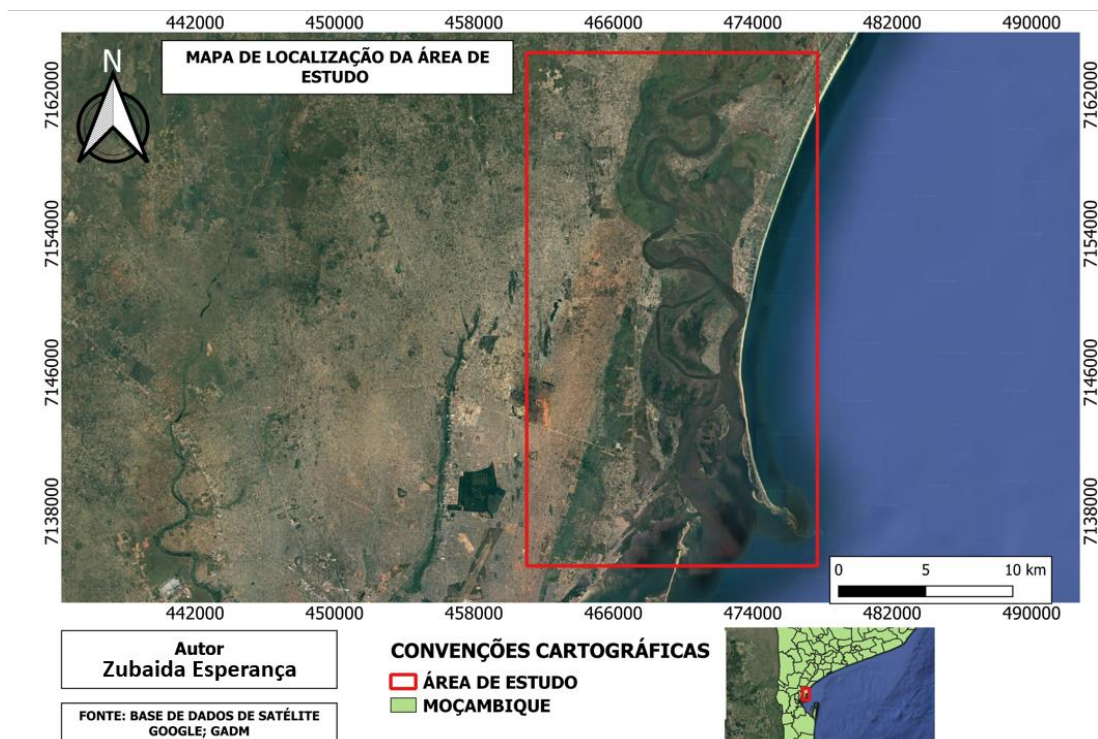 442000 450000 458000 466000 474000 482000 490000
MAPA DE LOCALIZAÇÃO DA ÁREA DE
ESTUDO
N
7162000 7162000
7154000 7154000
7146000 7146000
7138000 7138000
0 5 10 km
442000 450000 458000 466000 474000 482000 490000
Autor
Zubaida Esperança
FONTE: BASE DE DADOS DE SATÉLITE
GOOGLE; GADM
CONVENÇÕES CARTOGRÁFICAS
ÁREA DE ESTUDO
MOÇAMBIQUE